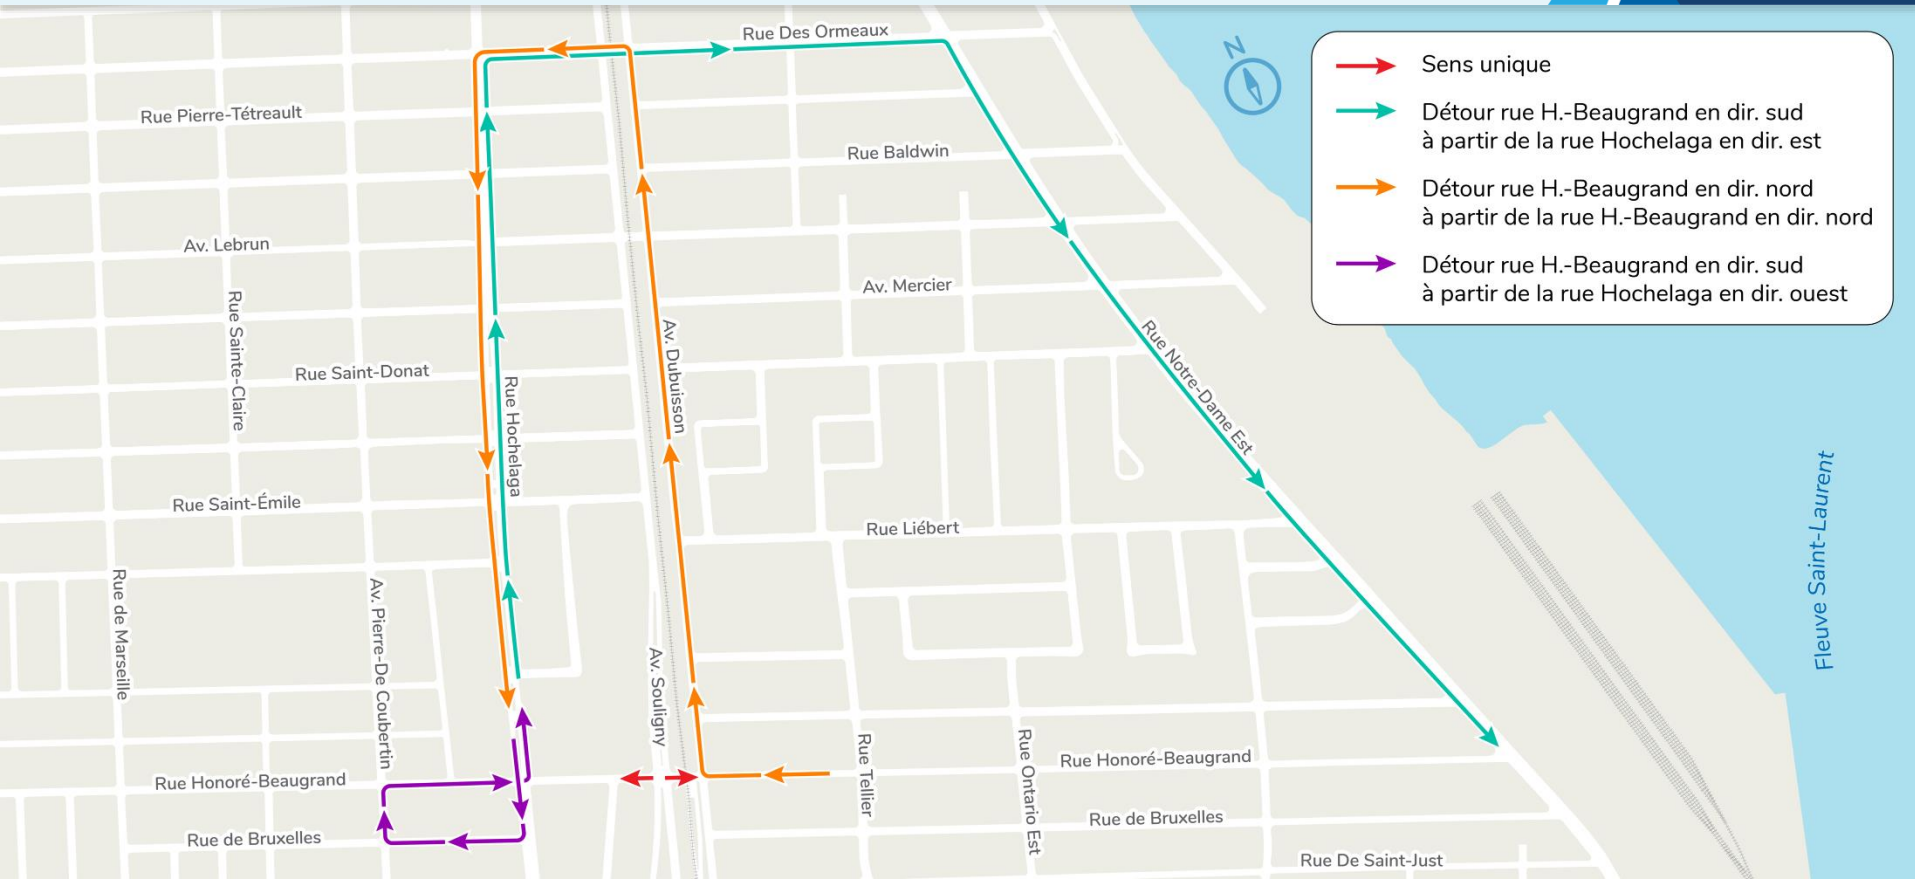 Rue Des Ormeaux
N
Sens unique
Détour rue H.-Beaugrand en dir. sud
à partir de la rue Hochelaga en dir. est
Détour rue H.-Beaugrand en dir. nord
à partir de la rue H.-Beaugrand en dir. nord
Détour rue H.-Beaugrand en dir. sud
à partir de la rue Hochelaga en dir. ouest
Rue Pierre-Tétreault
Rue Baldwin
Av. Lebrun
Av. Mercier
Rue Sainte-Claire
Rue Saint-Donat
Rue Hochelaga
Av. Dubuisson
Rue Notre-Dame Est
Rue Saint-Émile
Rue Liébert
Fleuve Saint-Laurent
Rue de Marseille
Av. Pierre-De Coubertin
Av. Souligny
Rue Tellier
Rue Ontario Est
Rue Honoré-Beaugrand
Rue Honoré-Beaugrand
Rue de Bruxelles
Rue de Bruxelles
Rue De Saint-Just